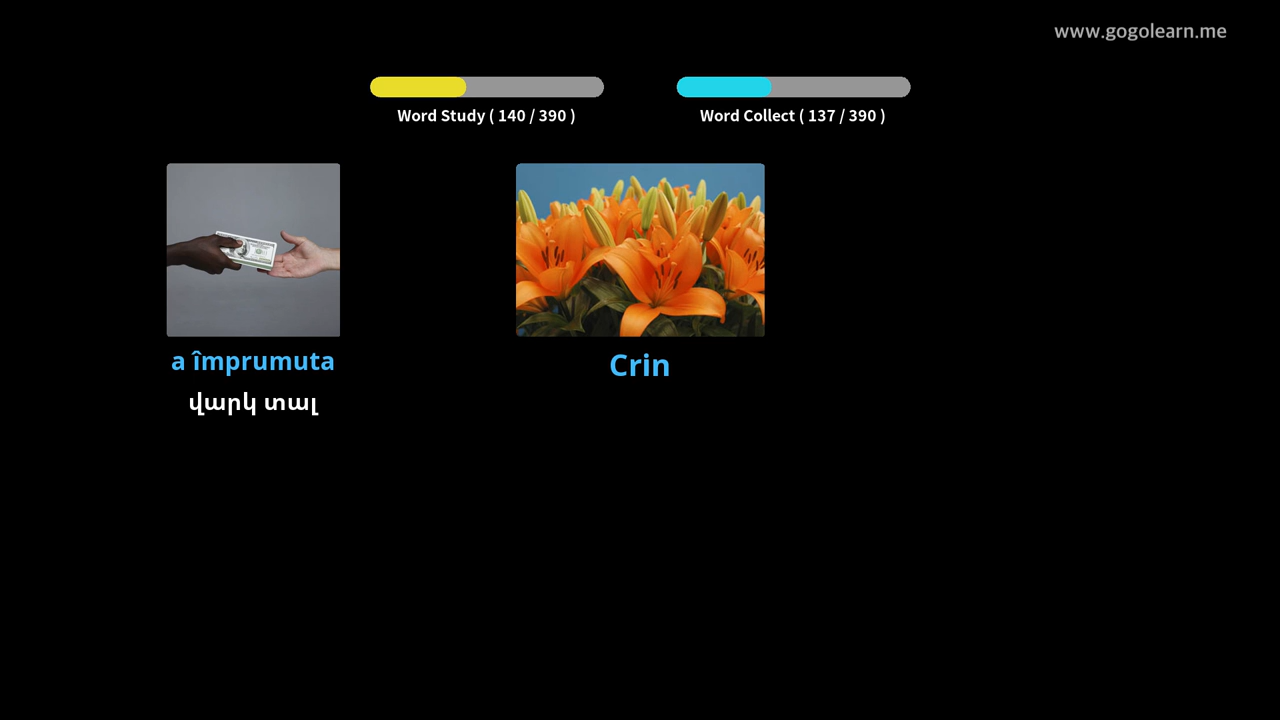 www.gogolearn.me
Word Study ( 140 / 390 )
Word Collect ( 137 / 390 )
a împrumuta
վարկ տալ
Crin